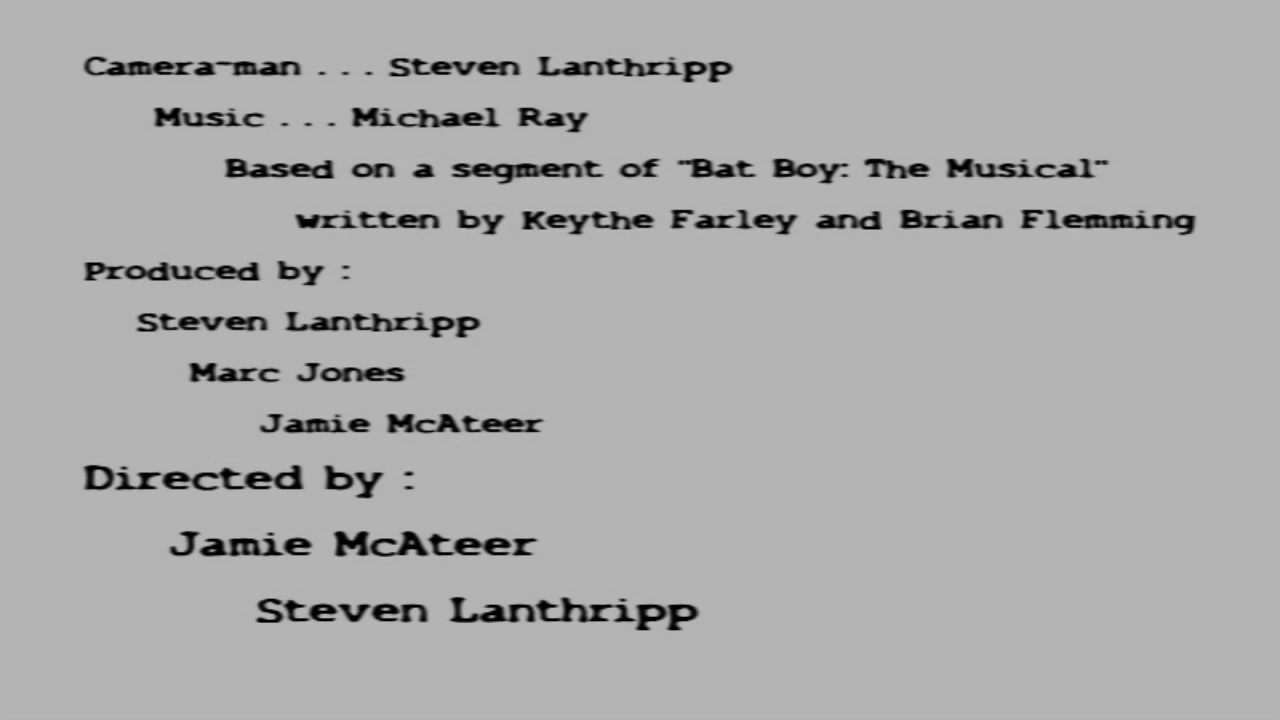 Camera-man ... Steven Lanthripp
Music ... Michael Ray
Based on a segment of "Bat Boy: The Musical"
written by Keythe Farley and Brian Flemming
Produced by :
Steven Lanthripp
Marc Jones
Jamie McAteer
Directed by :
Jamie McAteer
Steven Lanthripp